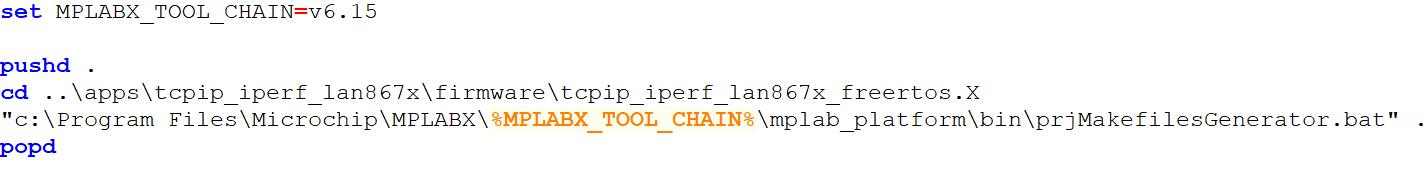 set MPLABX_TOOL_CHAIN=v6.15
pushd .
cd ..\apps\tcpip_iperf_lan867x\firmware\tcpip_iperf_lan867x_freertos.X
"c:\Program Files\Microchip\MPLABX\%MPLABX_TOOL_CHAIN%\mplab_platform\bin\prjMakefilesGenerator.bat" .
popd